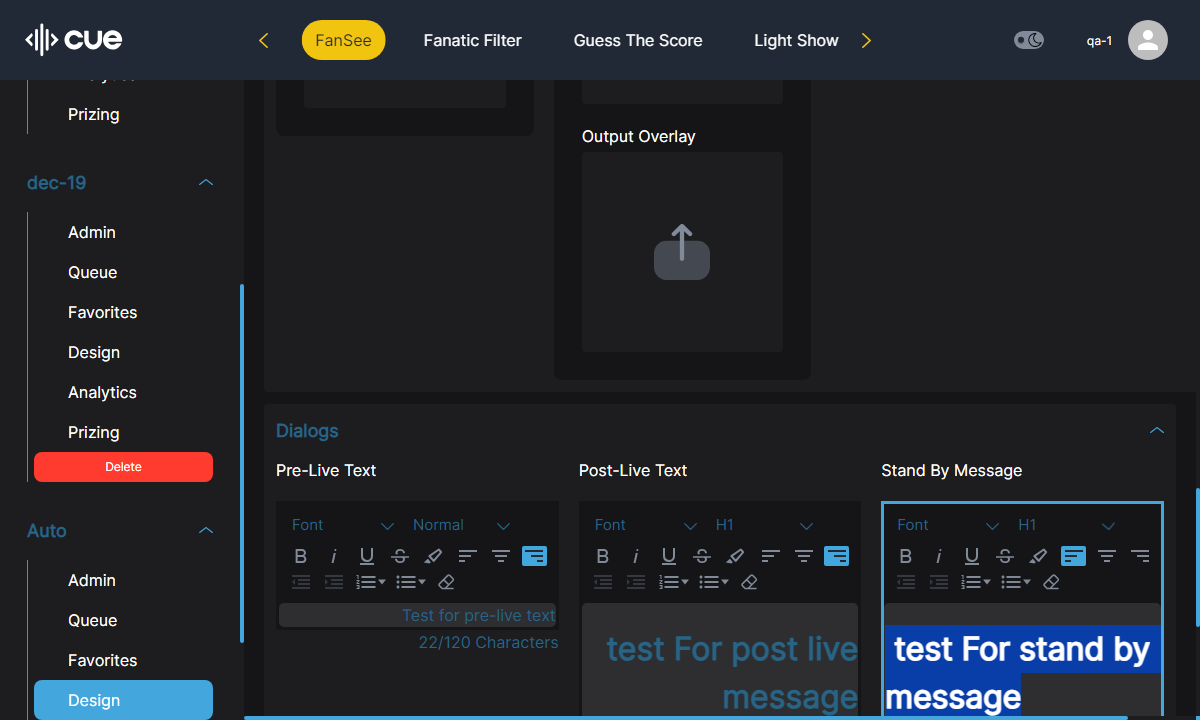 cue
FanSee
Fanatic Filter
Guess The Score
Light Show
qa-1
Prizing
dec-19
Admin
Queue
Favorites
Design
Analytics
Prizing
Delete
Auto
Admin
Queue
Favorites
Design
Output Overlay
Dialogs
Pre-Live Text
Post-Live Text
Stand By Message
Font Normal
Font H1
Font H1
Test for pre-live text
22/120 Characters
test For post live
message
test For stand by
message